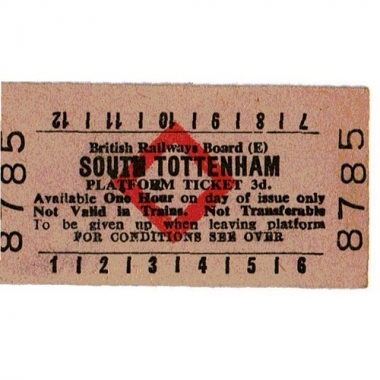 12 | 11 | 10 | 9 | 8 | 7
British Railways Board (E)
SOUTH TOTTENHAM
PLATFORM TICKET 3d.
Available One Hour on day of issue only
Not Valid in Trains. Not Transferable
To be given up when leaving platform
FOR CONDITIONS SEE OVER
1 | 2 | 3 | 4 | 5 | 6
8785
8785